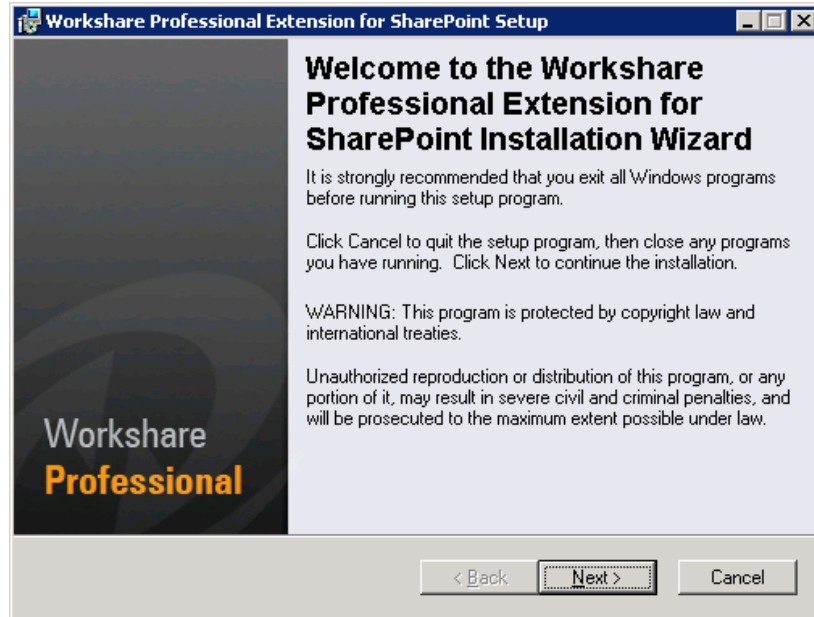 Workshare Professional Extension for SharePoint Setup
Welcome to the Workshare
Professional Extension for
SharePoint Installation Wizard
It is strongly recommended that you exit all Windows programs
before running this setup program.
Click Cancel to quit the setup program, then close any programs
you have running.  Click Next to continue the installation.
WARNING: This program is protected by copyright law and
international treaties.
Unauthorized reproduction or distribution of this program, or any
portion of it, may result in severe civil and criminal penalties, and
will be prosecuted to the maximum extent possible under law.
Workshare
Professional
< Back
Next >
Cancel